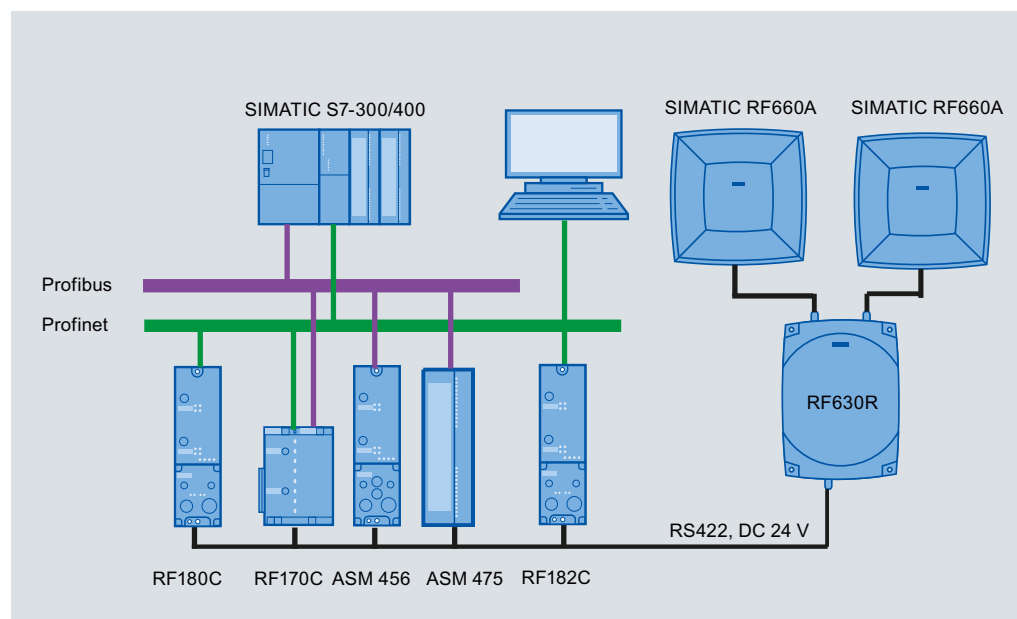 SIMATIC S7-300/400
SIMATIC RF660A
SIMATIC RF660A
Profibus
Profinet
RF630R
RS422, DC 24 V
RF180C
RF170C
ASM 456
ASM 475
RF182C